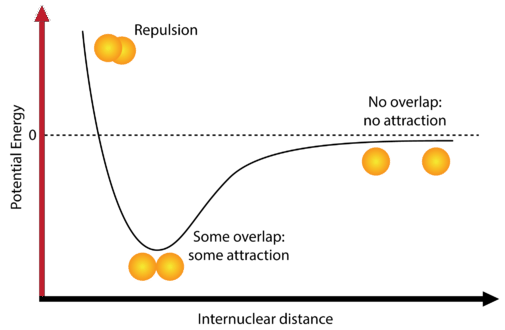 Repulsion
No overlap:
no attraction
0
Potential Energy
Some overlap:
some attraction
Internuclear distance